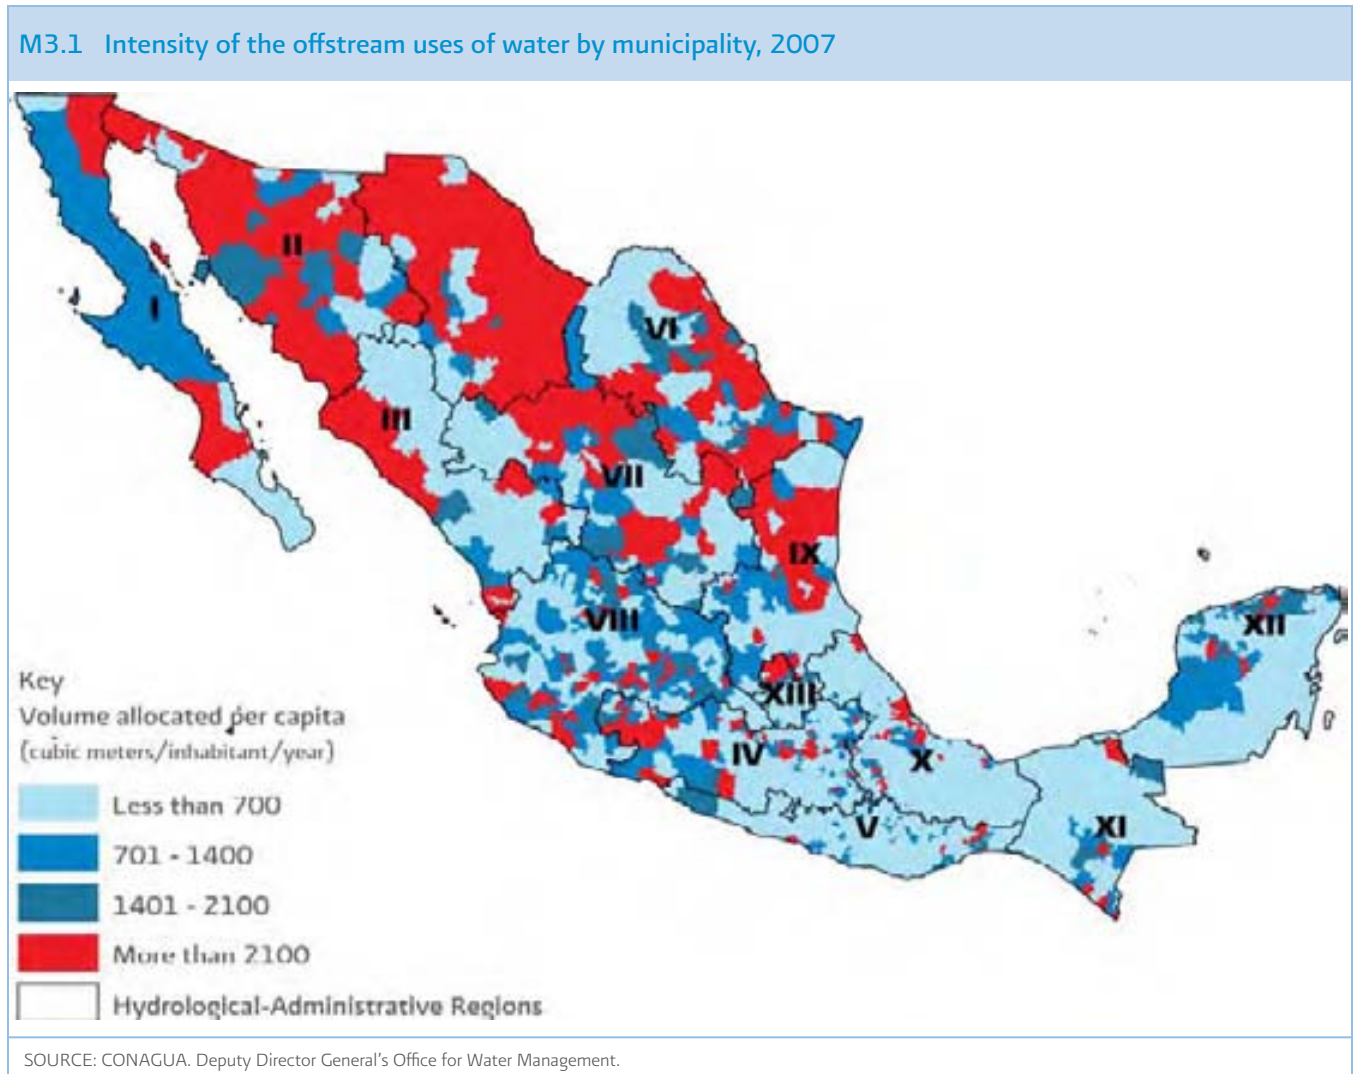 M3.1 Intensity of the offstream uses of water by municipality, 2007
II
I
VI
III
VII
IX
VIII
XII
XIII
IV
X
V
XI
Key
Volume allocated per capita
(cubic meters/inhabitant/year)
Less than 700
701 - 1400
1401 - 2100
More than 2100
Hydrological-Administrative Regions
SOURCE: CONAGUA. Deputy Director General's Office for Water Management.